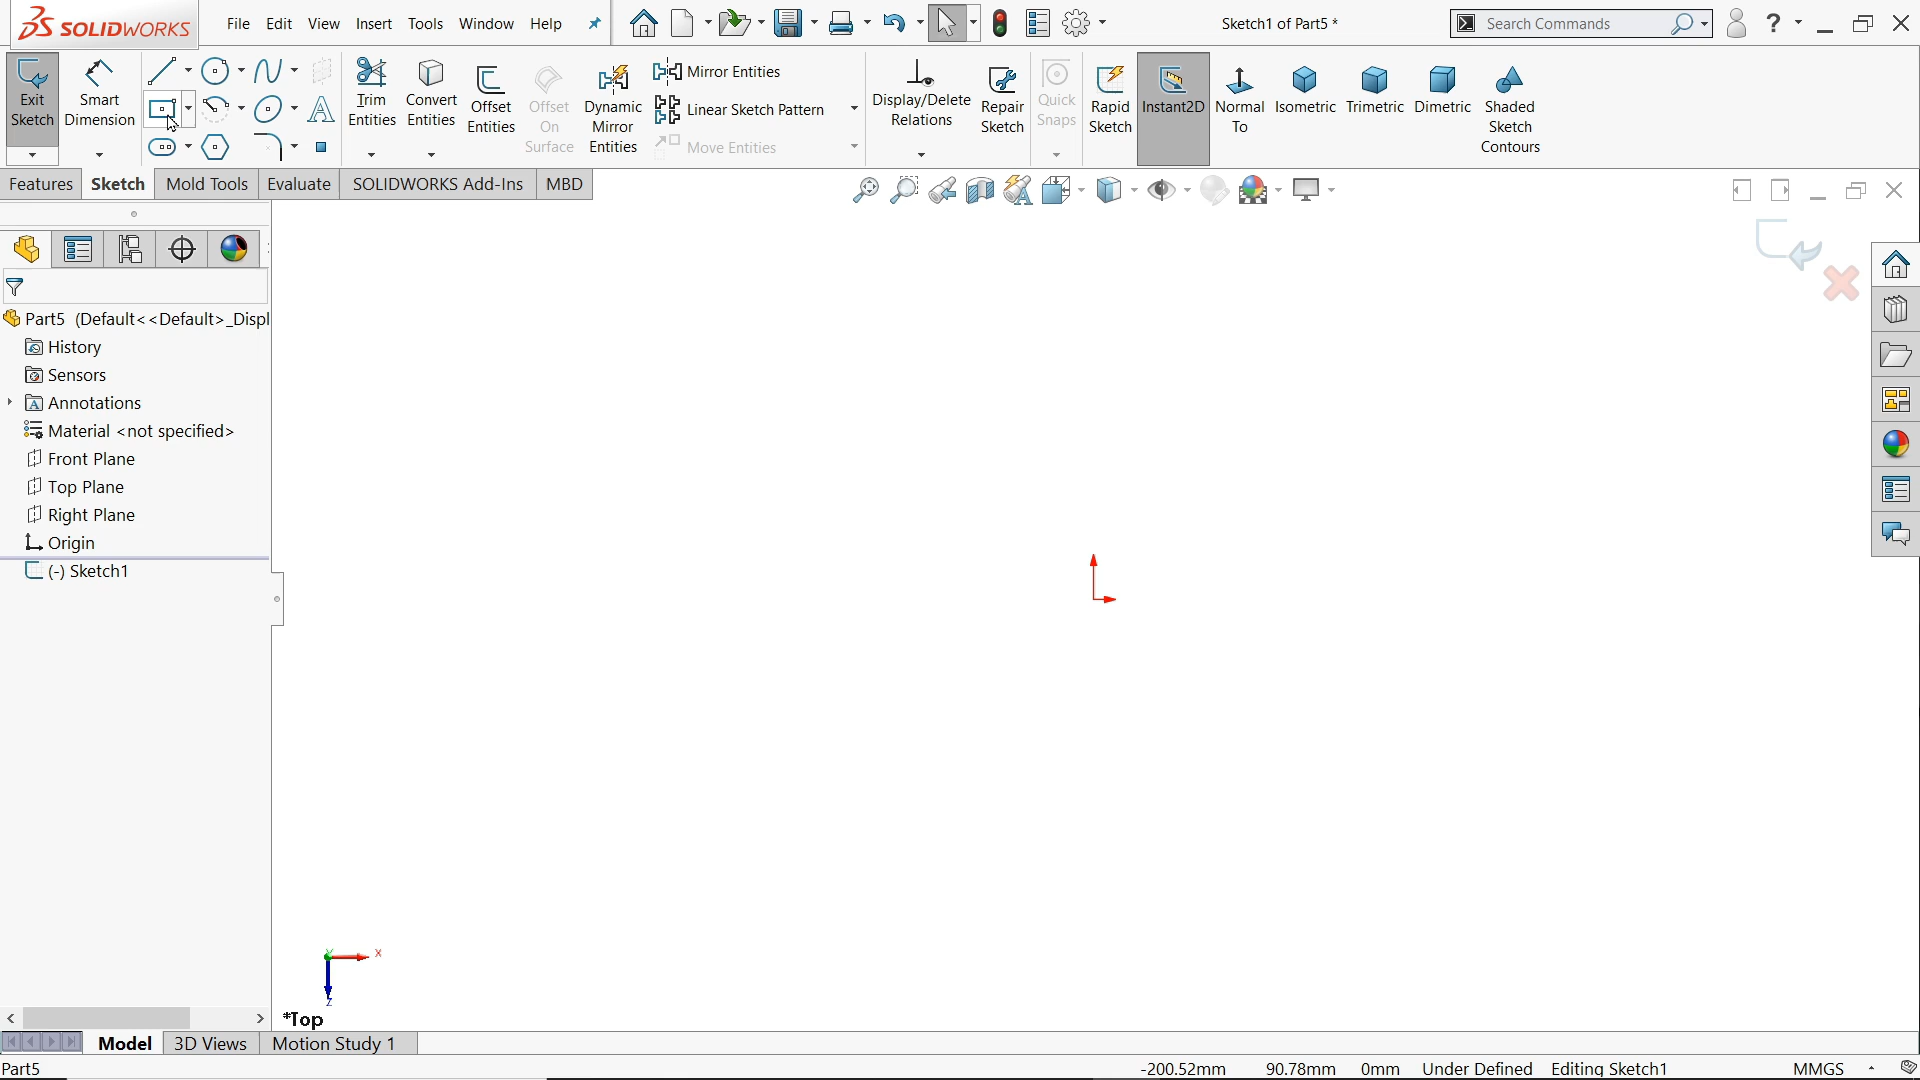 SOLIDWORKS
File Edit View Insert Tools Window Help
Sketch1 of Part5 *
Search Commands
?
Exit Sketch
Smart Dimension
Trim Entities
Convert Entities
Offset Entities
Offset On Surface
Dynamic Mirror Entities
Mirror Entities
Linear Sketch Pattern
Move Entities
Display/Delete Relations
Repair Sketch
Quick Snaps
Rapid Sketch
Instant2D
Normal To
Isometric
Trimetric
Dimetric
Shaded Sketch Contours
Features Sketch Mold Tools Evaluate SOLIDWORKS Add-Ins MBD
Part5 (Default<<Default>_Displ
History
Sensors
Annotations
Material <not specified>
Front Plane
Top Plane
Right Plane
Origin
(-) Sketch1
Y
X
Z
*Top
Model 3D Views Motion Study 1
Part5 -200.52mm 90.78mm 0mm Under Defined Editing Sketch1 MMGS